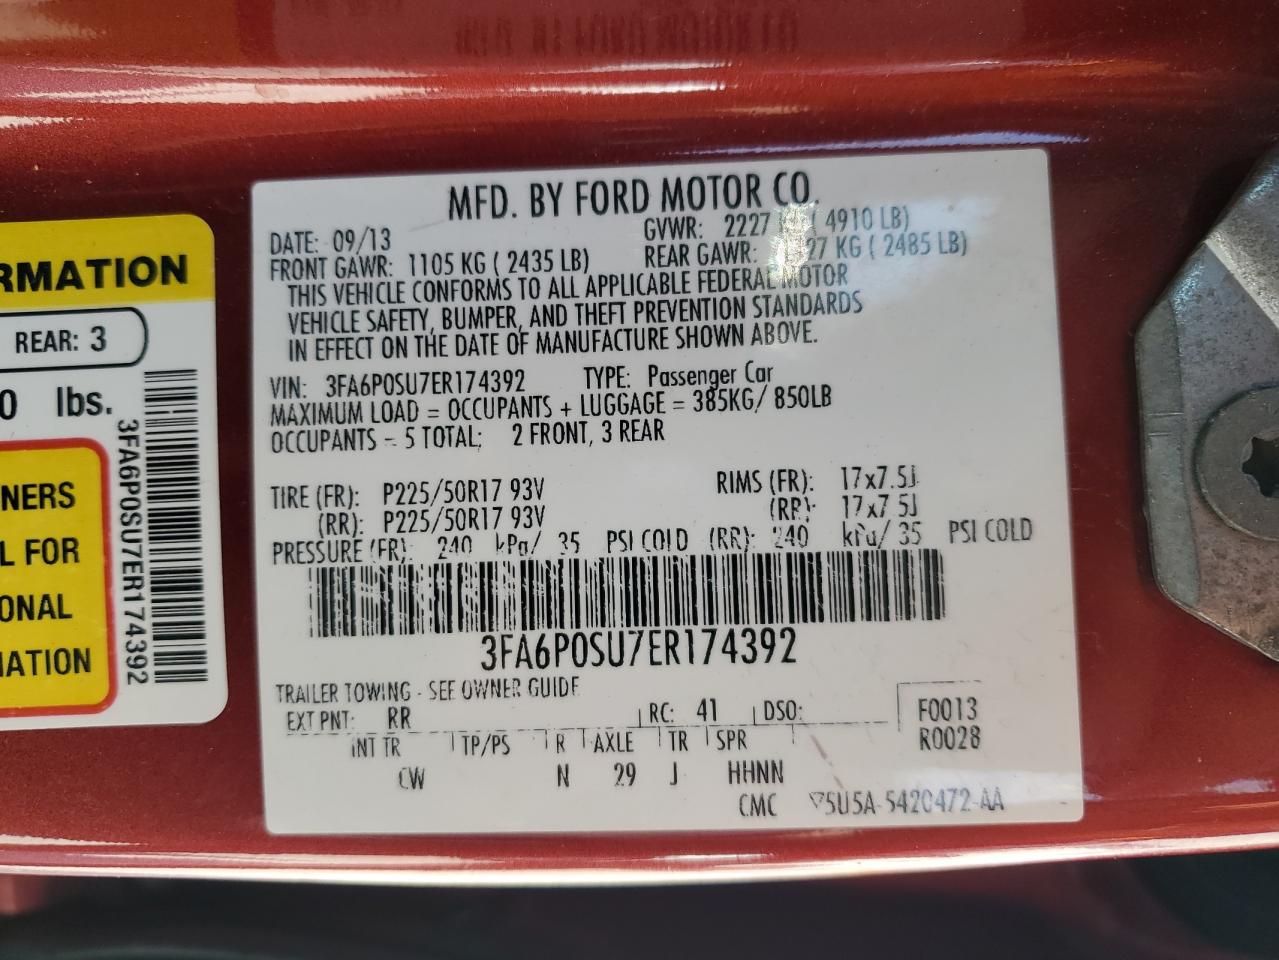 RMATION
REAR: 3
0 lbs.
NERS
L FOR
ONAL
MATION
3FA6P0SU7ER174392
MFD. BY FORD MOTOR CO.
DATE: 09/13 GVWR: 2227 ( 4910 LB)
FRONT GAWR: 1105 KG ( 2435 LB) REAR GAWR: 27 KG ( 2485 LB)
THIS VEHICLE CONFORMS TO ALL APPLICABLE FEDERAL MOTOR
VEHICLE SAFETY, BUMPER, AND THEFT PREVENTION STANDARDS
IN EFFECT ON THE DATE OF MANUFACTURE SHOWN ABOVE.
VIN: 3FA6P0SU7ER174392 TYPE: Passenger Car
MAXIMUM LOAD = OCCUPANTS + LUGGAGE = 385KG/ 850LB
OCCUPANTS - 5 TOTAL; 2 FRONT, 3 REAR
TIRE (FR): P225/50R17 93V RIMS (FR): 17x7.5J
(RR): P225/50R17 93V (RR): 17x7.5J
PRESSURE (FR): 240 kPa/ 35 PSI COLD (RR): 240 kPa/ 35 PSI COLD
3FA6P0SU7ER174392
TRAILER TOWING - SEE OWNER GUIDE
EXT PNT: RR RC: 41 DSO: F0013
INT TR TP/PS R AXLE TR SPR R0028
CW N 29 J HHNN
CMC 5U5A-5420472-AA